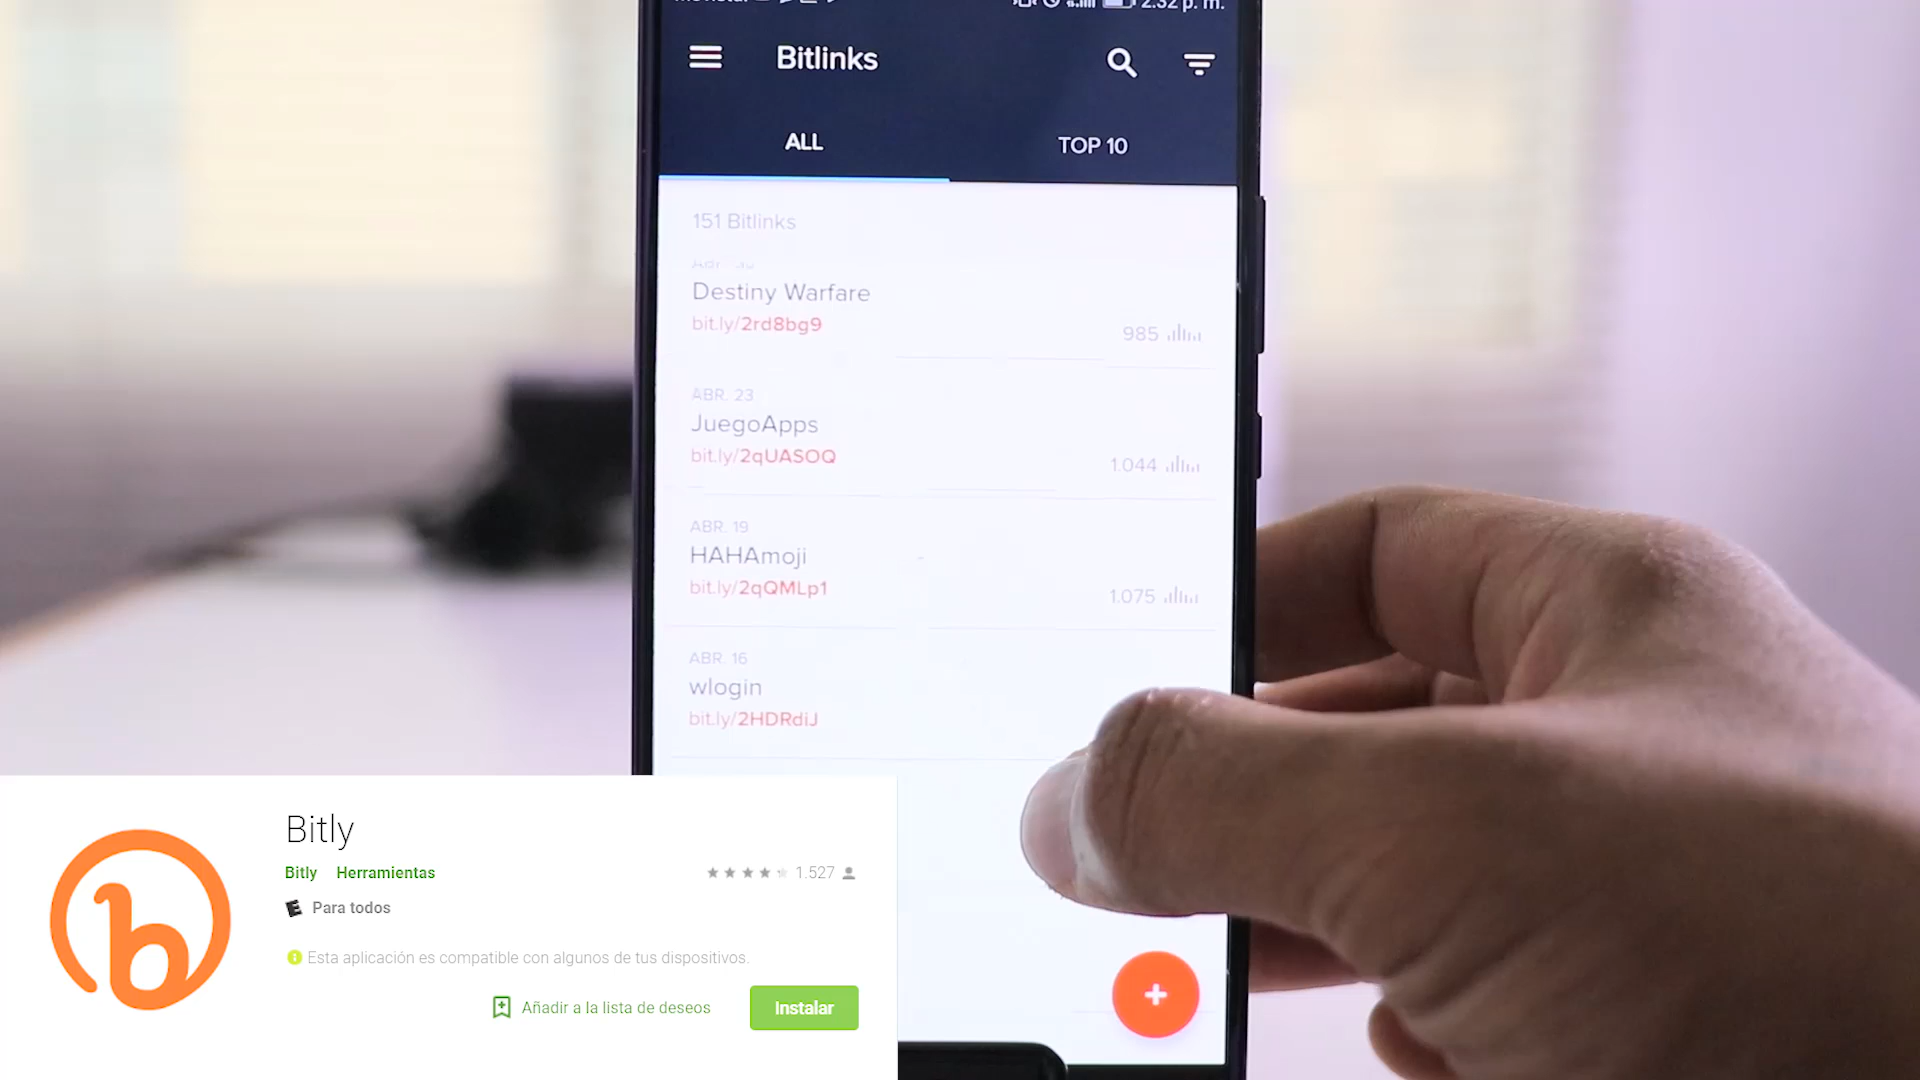 2:32 p. m.
Bitlinks
ALL
TOP 10
151 Bitlinks
Destiny Warfare
bit.ly/2rd8bg9
985
ABR. 23
JuegoApps
bit.ly/2qUASOQ
1.044
ABR. 19
HAHAmoji
bit.ly/2qQMLp1
1.075
ABR. 16
wlogin
bit.ly/2HDRdiJ
+
Bitly
Bitly Herramientas
1.527
E Para todos
Esta aplicación es compatible con algunos de tus dispositivos.
Añadir a la lista de deseos
Instalar